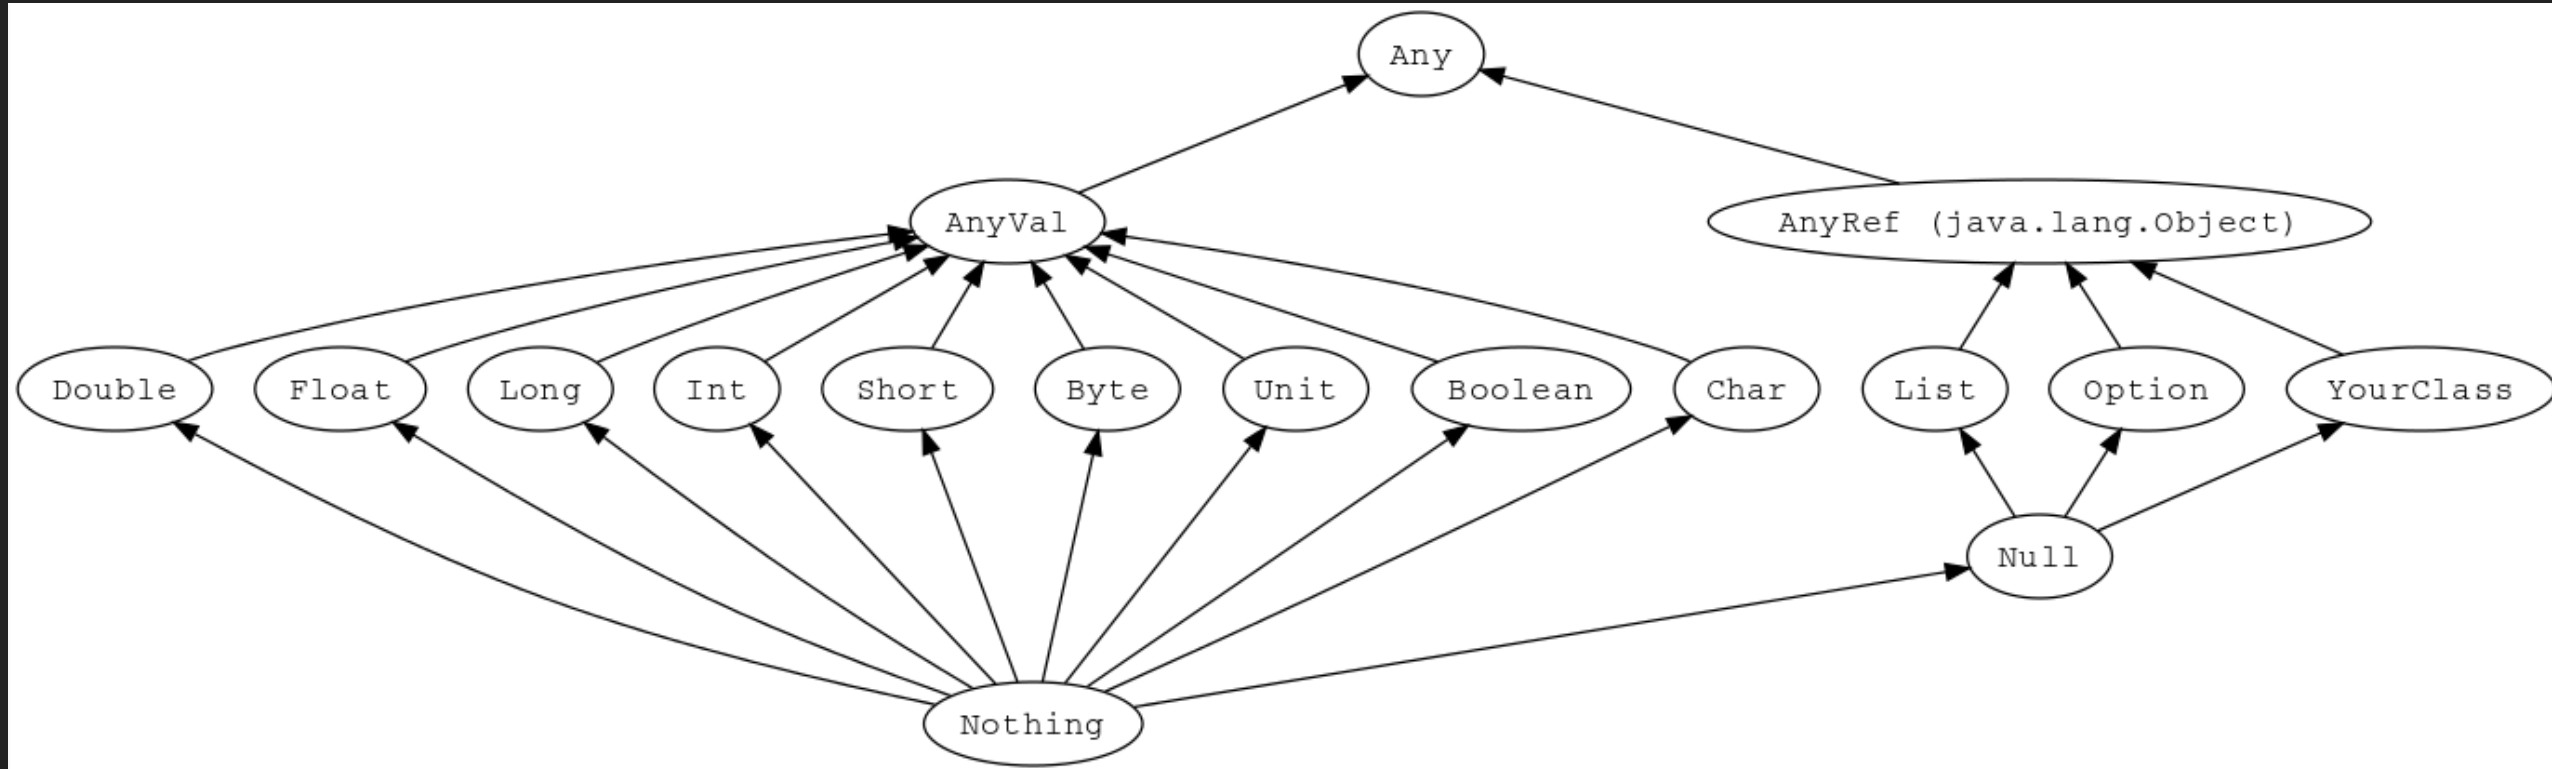 Any
AnyVal
AnyRef (java.lang.Object)
Double
Float
Long
Int
Short
Byte
Unit
Boolean
Char
List
Option
YourClass
Null
Nothing